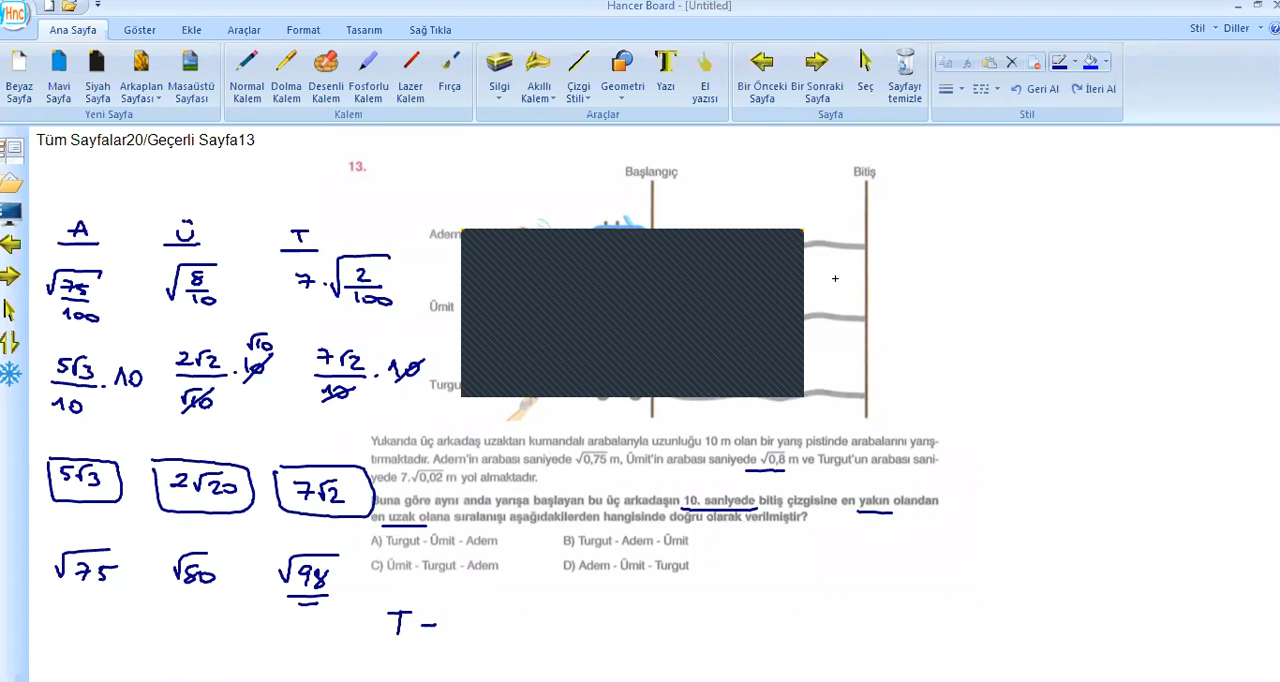 Hancer Board - [Untitled]
Ana Sayfa Göster Ekle Araçlar Format Tasarım Sağ Tıkla Stil Diller
Beyaz Sayfa Mavi Sayfa Siyah Sayfa Arkaplan Sayfası Masaüstü Sayfası Normal Kalem Dolma Kalem Desenli Kalem Fosforlu Kalem Lazer Kalem Fırça Silgi Akıllı Kalem Çizgi Stili Geometri Yazı El yazısı Bir Önceki Sayfa Bir Sonraki Sayfa Seç Sayfayı temizle Geri Al İleri Al
Yeni Sayfa Kalem Araçlar Sayfa Stil
Tüm Sayfalar20/Geçerli Sayfa13
13.
Başlangıç Bitiş
Adem
Ümit
Turgu
A Ü T
√75/100 √8/10 7.√2/100
5√3/10 . 10 2√2/√10 . 10 √10 7√2/10 . 10
5√3 2√20 7√2
√75 √80 √98
T -
Yukarıda üç arkadaş uzaktan kumandalı arabalarıyla uzunluğu 10 m olan bir yarış pistinde arabalarını yarış-
tırmaktadır. Adem'in arabası saniyede √0,75 m, Ümit'in arabası saniyede √0,8 m ve Turgut'un arabası sani-
yede 7.√0,02 m yol almaktadır.
Buna göre aynı anda yarışa başlayan bu üç arkadaşın 10. saniyede bitiş çizgisine en yakın olandan
en uzak olana sıralanışı aşağıdakilerden hangisinde doğru olarak verilmiştir?
A) Turgut - Ümit - Adem B) Turgut - Adem - Ümit
C) Ümit - Turgut - Adem D) Adem - Ümit - Turgut